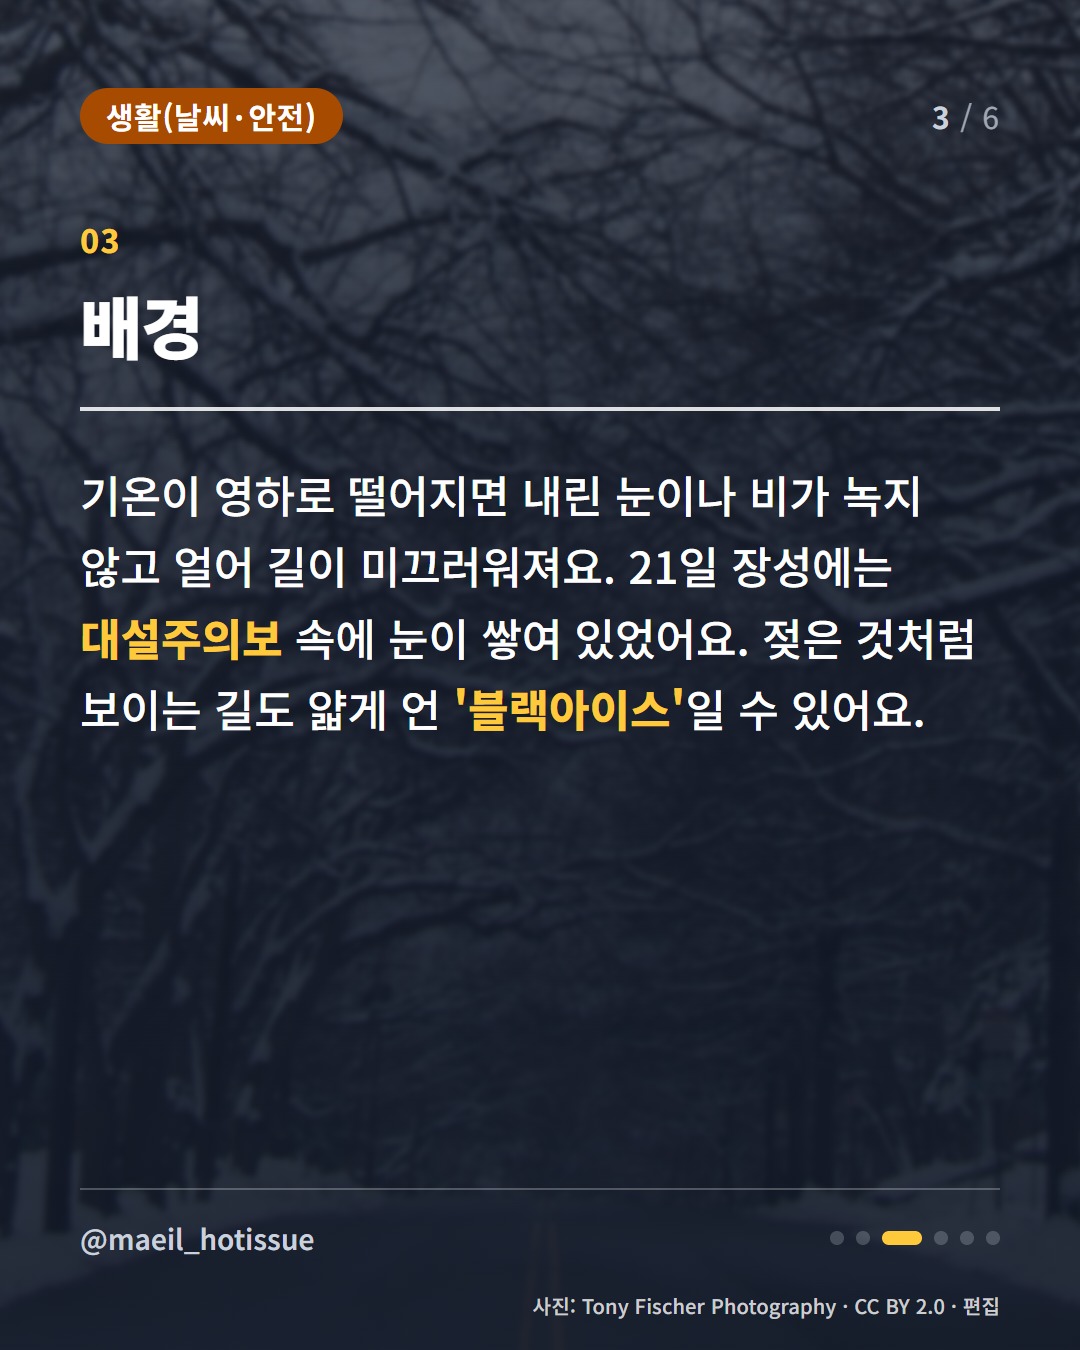 생활(날씨·안전)
3 / 6
03
배경
기온이 영하로 떨어지면 내린 눈이나 비가 녹지
않고 얼어 길이 미끄러워져요. 21일 장성에는
대설주의보 속에 눈이 쌓여 있었어요. 젖은 것처럼
보이는 길도 얇게 언 '블랙아이스'일 수 있어요.
@maeil_hotissue
사진: Tony Fischer Photography · CC BY 2.0 · 편집